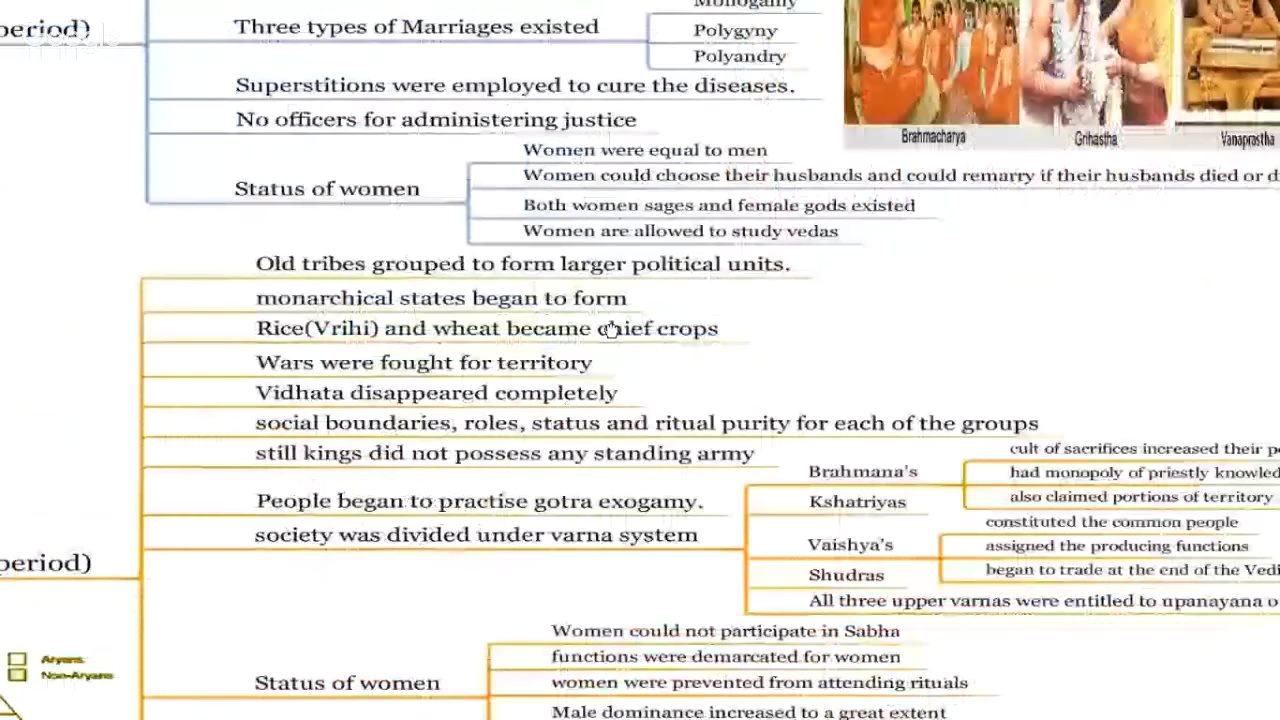 Monogamy
period)
Three types of Marriages existed
Polygyny
Polyandry
Superstitions were employed to cure the diseases.
No officers for administering justice
Brahmacharya
Grihastha
Vanaprastha
Women were equal to men
Women could choose their husbands and could remarry if their husbands died or d
Status of women
Both women sages and female gods existed
Women are allowed to study vedas
Old tribes grouped to form larger political units.
monarchical states began to form
Rice(Vrihi) and wheat became chief crops
Wars were fought for territory
Vidhata disappeared completely
social boundaries, roles, status and ritual purity for each of the groups
still kings did not possess any standing army
cult of sacrifices increased their p
Brahmana's
had monopoly of priestly knowled
also claimed portions of territory
People began to practise gotra exogamy.
Kshatriyas
constituted the common people
society was divided under varna system
Vaishya's
assigned the producing functions
period)
Shudras
began to trade at the end of the Vedi
All three upper varnas were entitled to upanayana o
Women could not participate in Sabha
functions were demarcated for women
Aryans
Non-Aryans
Status of women
women were prevented from attending rituals
Male dominance increased to a great extent